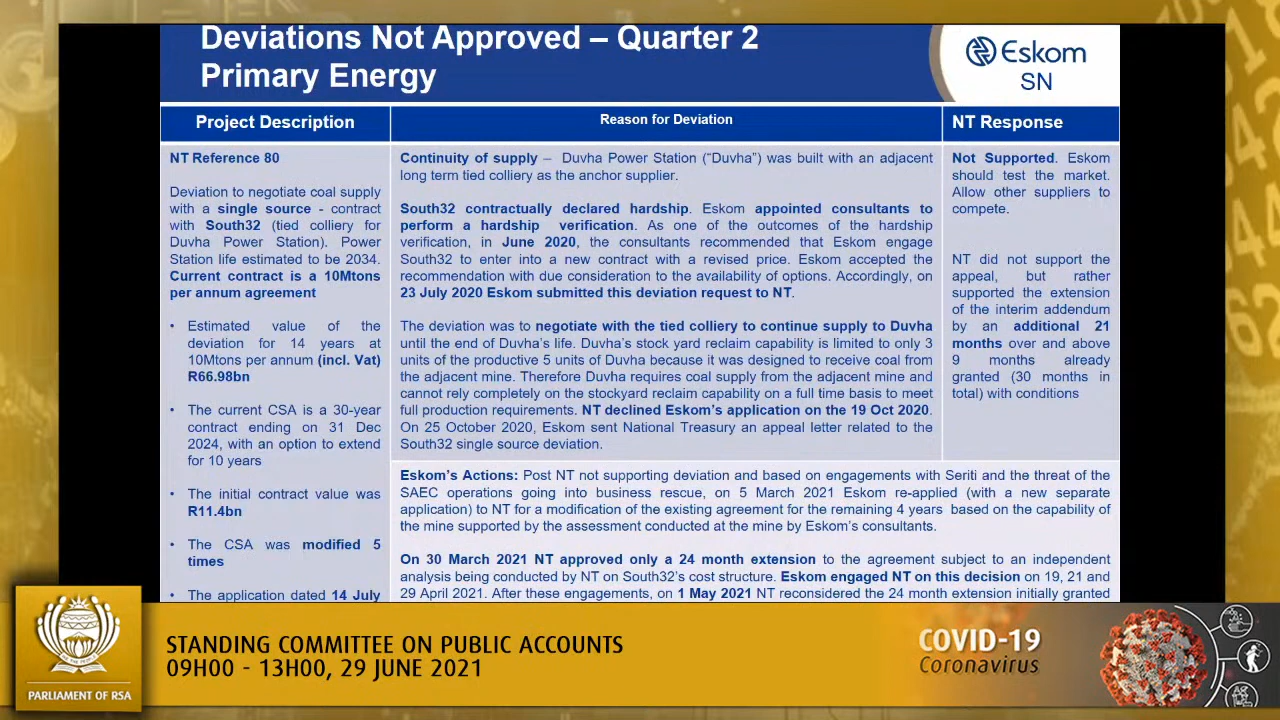 Deviations Not Approved – Quarter 2
Primary Energy
Eskom
SN
Project Description
Reason for Deviation
NT Response
NT Reference 80
Deviation to negotiate coal supply
with a single source - contract
with South32 (tied colliery for
Duvha Power Station). Power
Station life estimated to be 2034.
Current contract is a 10Mtons
per annum agreement
• Estimated value of the
deviation for 14 years at
10Mtons per annum (incl. Vat)
R66.98bn
• The current CSA is a 30-year
contract ending on 31 Dec
2024, with an option to extend
for 10 years
• The initial contract value was
R11.4bn
• The CSA was modified 5
times
• The application dated 14 July
Continuity of supply – Duvha Power Station (“Duvha”) was built with an adjacent
long term tied colliery as the anchor supplier.
South32 contractually declared hardship. Eskom appointed consultants to
perform a hardship verification. As one of the outcomes of the hardship
verification, in June 2020, the consultants recommended that Eskom engage
South32 to enter into a new contract with a revised price. Eskom accepted the
recommendation with due consideration to the availability of options. Accordingly, on
23 July 2020 Eskom submitted this deviation request to NT.
The deviation was to negotiate with the tied colliery to continue supply to Duvha
until the end of Duvha’s life. Duvha’s stock yard reclaim capability is limited to only 3
units of the productive 5 units of Duvha because it was designed to receive coal from
the adjacent mine. Therefore Duvha requires coal supply from the adjacent mine and
cannot rely completely on the stockyard reclaim capability on a full time basis to meet
full production requirements. NT declined Eskom’s application on the 19 Oct 2020.
On 25 October 2020, Eskom sent National Treasury an appeal letter related to the
South32 single source deviation.
Not Supported. Eskom
should test the market.
Allow other suppliers to
compete.
NT did not support the
appeal, but rather
supported the extension
of the interim addendum
by an additional 21
months over and above
9 months already
granted (30 months in
total) with conditions
Eskom’s Actions: Post NT not supporting deviation and based on engagements with Seriti and the threat of the
SAEC operations going into business rescue, on 5 March 2021 Eskom re-applied (with a new separate
application) to NT for a modification of the existing agreement for the remaining 4 years based on the capability of
the mine supported by the assessment conducted at the mine by Eskom’s consultants.
On 30 March 2021 NT approved only a 24 month extension to the agreement subject to an independent
analysis being conducted by NT on South32’s cost structure. Eskom engaged NT on this decision on 19, 21 and
29 April 2021. After these engagements, on 1 May 2021 NT reconsidered the 24 month extension initially granted
STANDING COMMITTEE ON PUBLIC ACCOUNTS
09H00 - 13H00, 29 JUNE 2021
PARLIAMENT OF RSA
COVID-19
Coronavirus